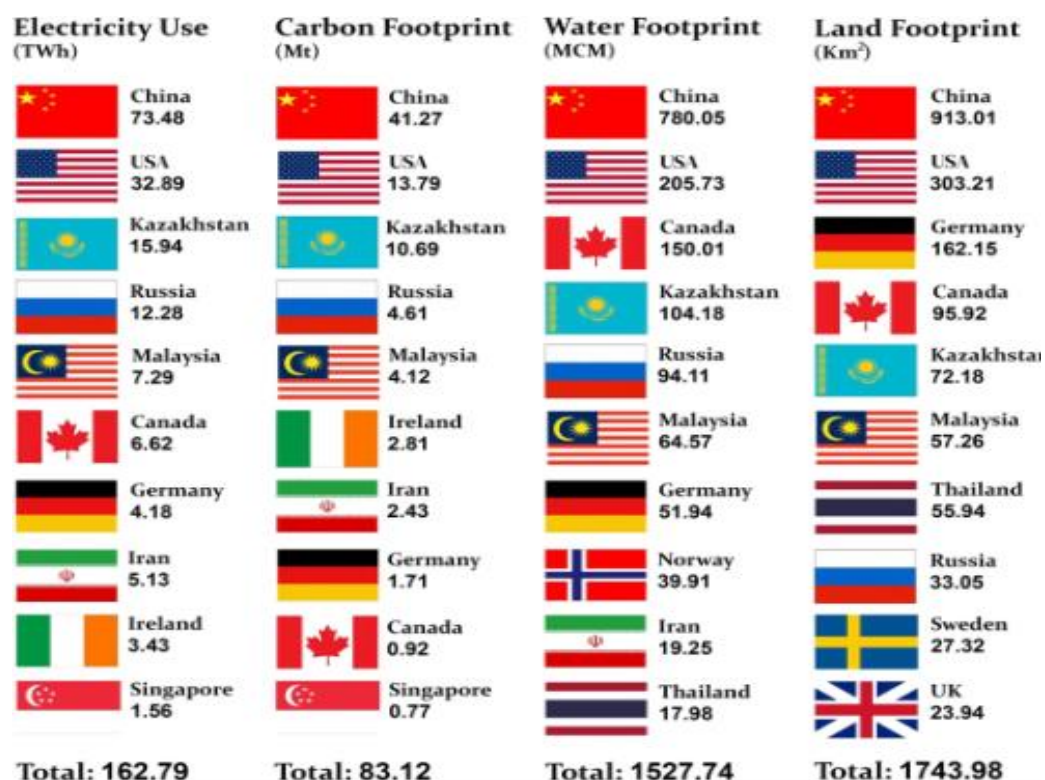 Electricity Use
(TWh)
China
73.48
USA
32.89
Kazakhstan
15.94
Russia
12.28
Malaysia
7.29
Canada
6.62
Germany
4.18
Iran
5.13
Ireland
3.43
Singapore
1.56
Total: 162.79
Carbon Footprint
(Mt)
China
41.27
USA
13.79
Kazakhstan
10.69
Russia
4.61
Malaysia
4.12
Ireland
2.81
Iran
2.43
Germany
1.71
Canada
0.92
Singapore
0.77
Total: 83.12
Water Footprint
(MCM)
China
780.05
USA
205.73
Canada
150.01
Kazakhstan
104.18
Russia
94.11
Malaysia
64.57
Germany
51.94
Norway
39.91
Iran
19.25
Thailand
17.98
Total: 1527.74
Land Footprint
(Km²)
China
913.01
USA
303.21
Germany
162.15
Canada
95.92
Kazakhstan
72.18
Malaysia
57.26
Thailand
55.94
Russia
33.05
Sweden
27.32
UK
23.94
Total: 1743.98